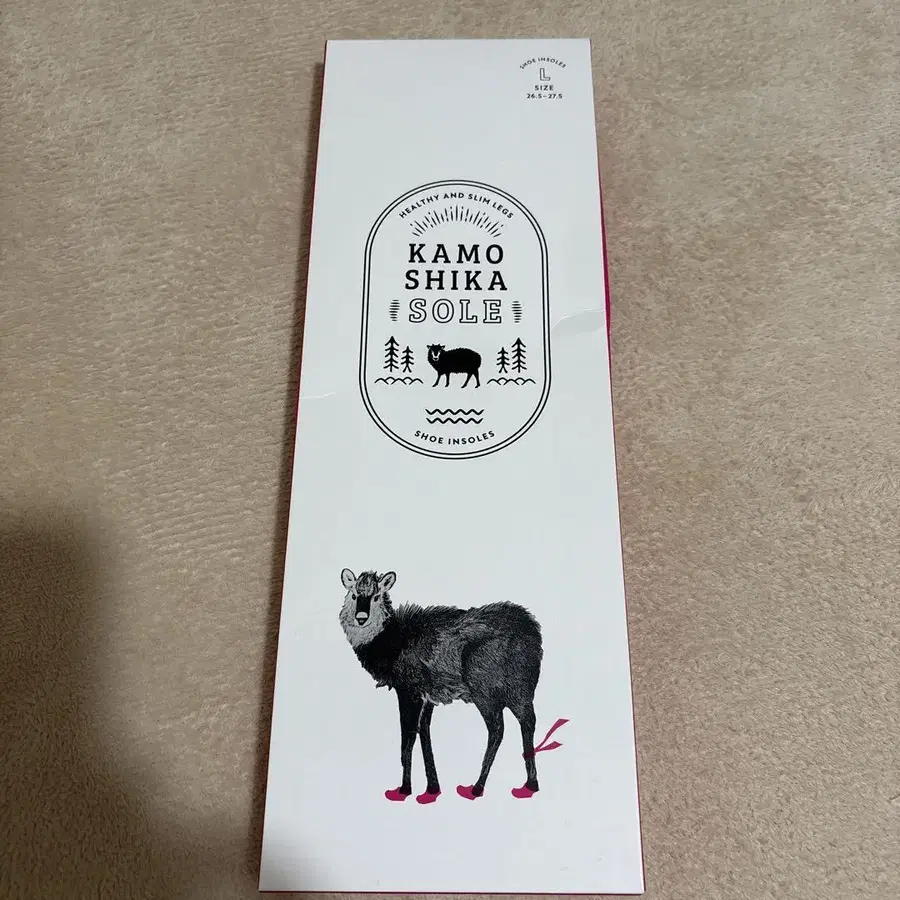 SHOE INSOLES
L
SIZE
26.5–27.5
HEALTHY AND SLIM LEGS
KAMO
SHIKA
SOLE
SHOE INSOLES